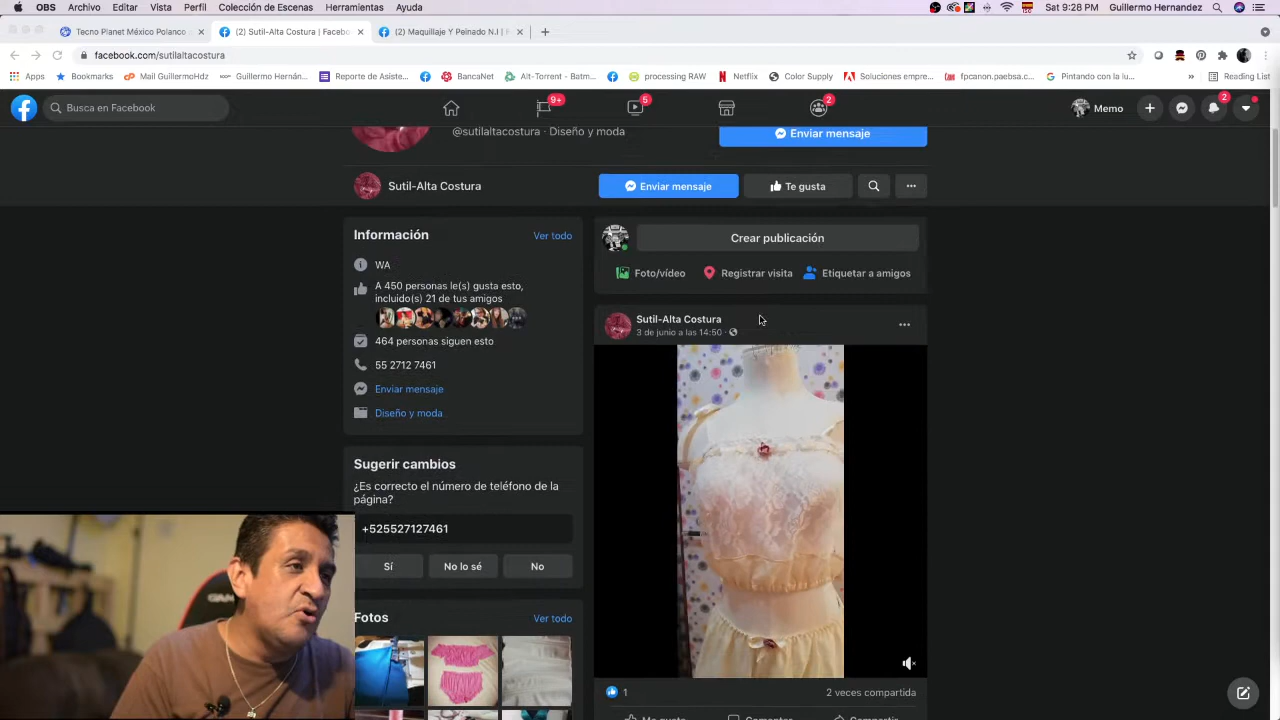 OBS Archivo Editar Vista Perfil Colección de Escenas Herramientas Ayuda Sat 9:28 PM Guillermo Hernandez
Tecno Planet México Polanco (2) Sutil-Alta Costura | Facebo (2) Maquillaje Y Peinado N.I |
facebook.com/sutilaltacostura
Apps Bookmarks Mail GuillermoHdz Guillermo Hernán... Reporte de Asiste... BancaNet Alt-Torrent - Batm... processing RAW Netflix Color Supply Soluciones empre... fpcanon.paebsa.c... Pintando con la lu... » Reading List
Busca en Facebook 9+ 5 2 Memo 2
@sutilaltacostura · Diseño y moda
Enviar mensaje
Sutil-Alta Costura Enviar mensaje Te gusta
Información Ver todo
WA
A 450 personas le(s) gusta esto,
incluido(s) 21 de tus amigos
464 personas siguen esto
55 2712 7461
Enviar mensaje
Diseño y moda
Sugerir cambios
¿Es correcto el número de teléfono de la
página?
+525527127461
Sí No lo sé No
Fotos Ver todo
Crear publicación
Foto/vídeo Registrar visita Etiquetar a amigos
Sutil-Alta Costura
3 de junio a las 14:50 ·
1 2 veces compartida
Me gusta Comentar Compartir